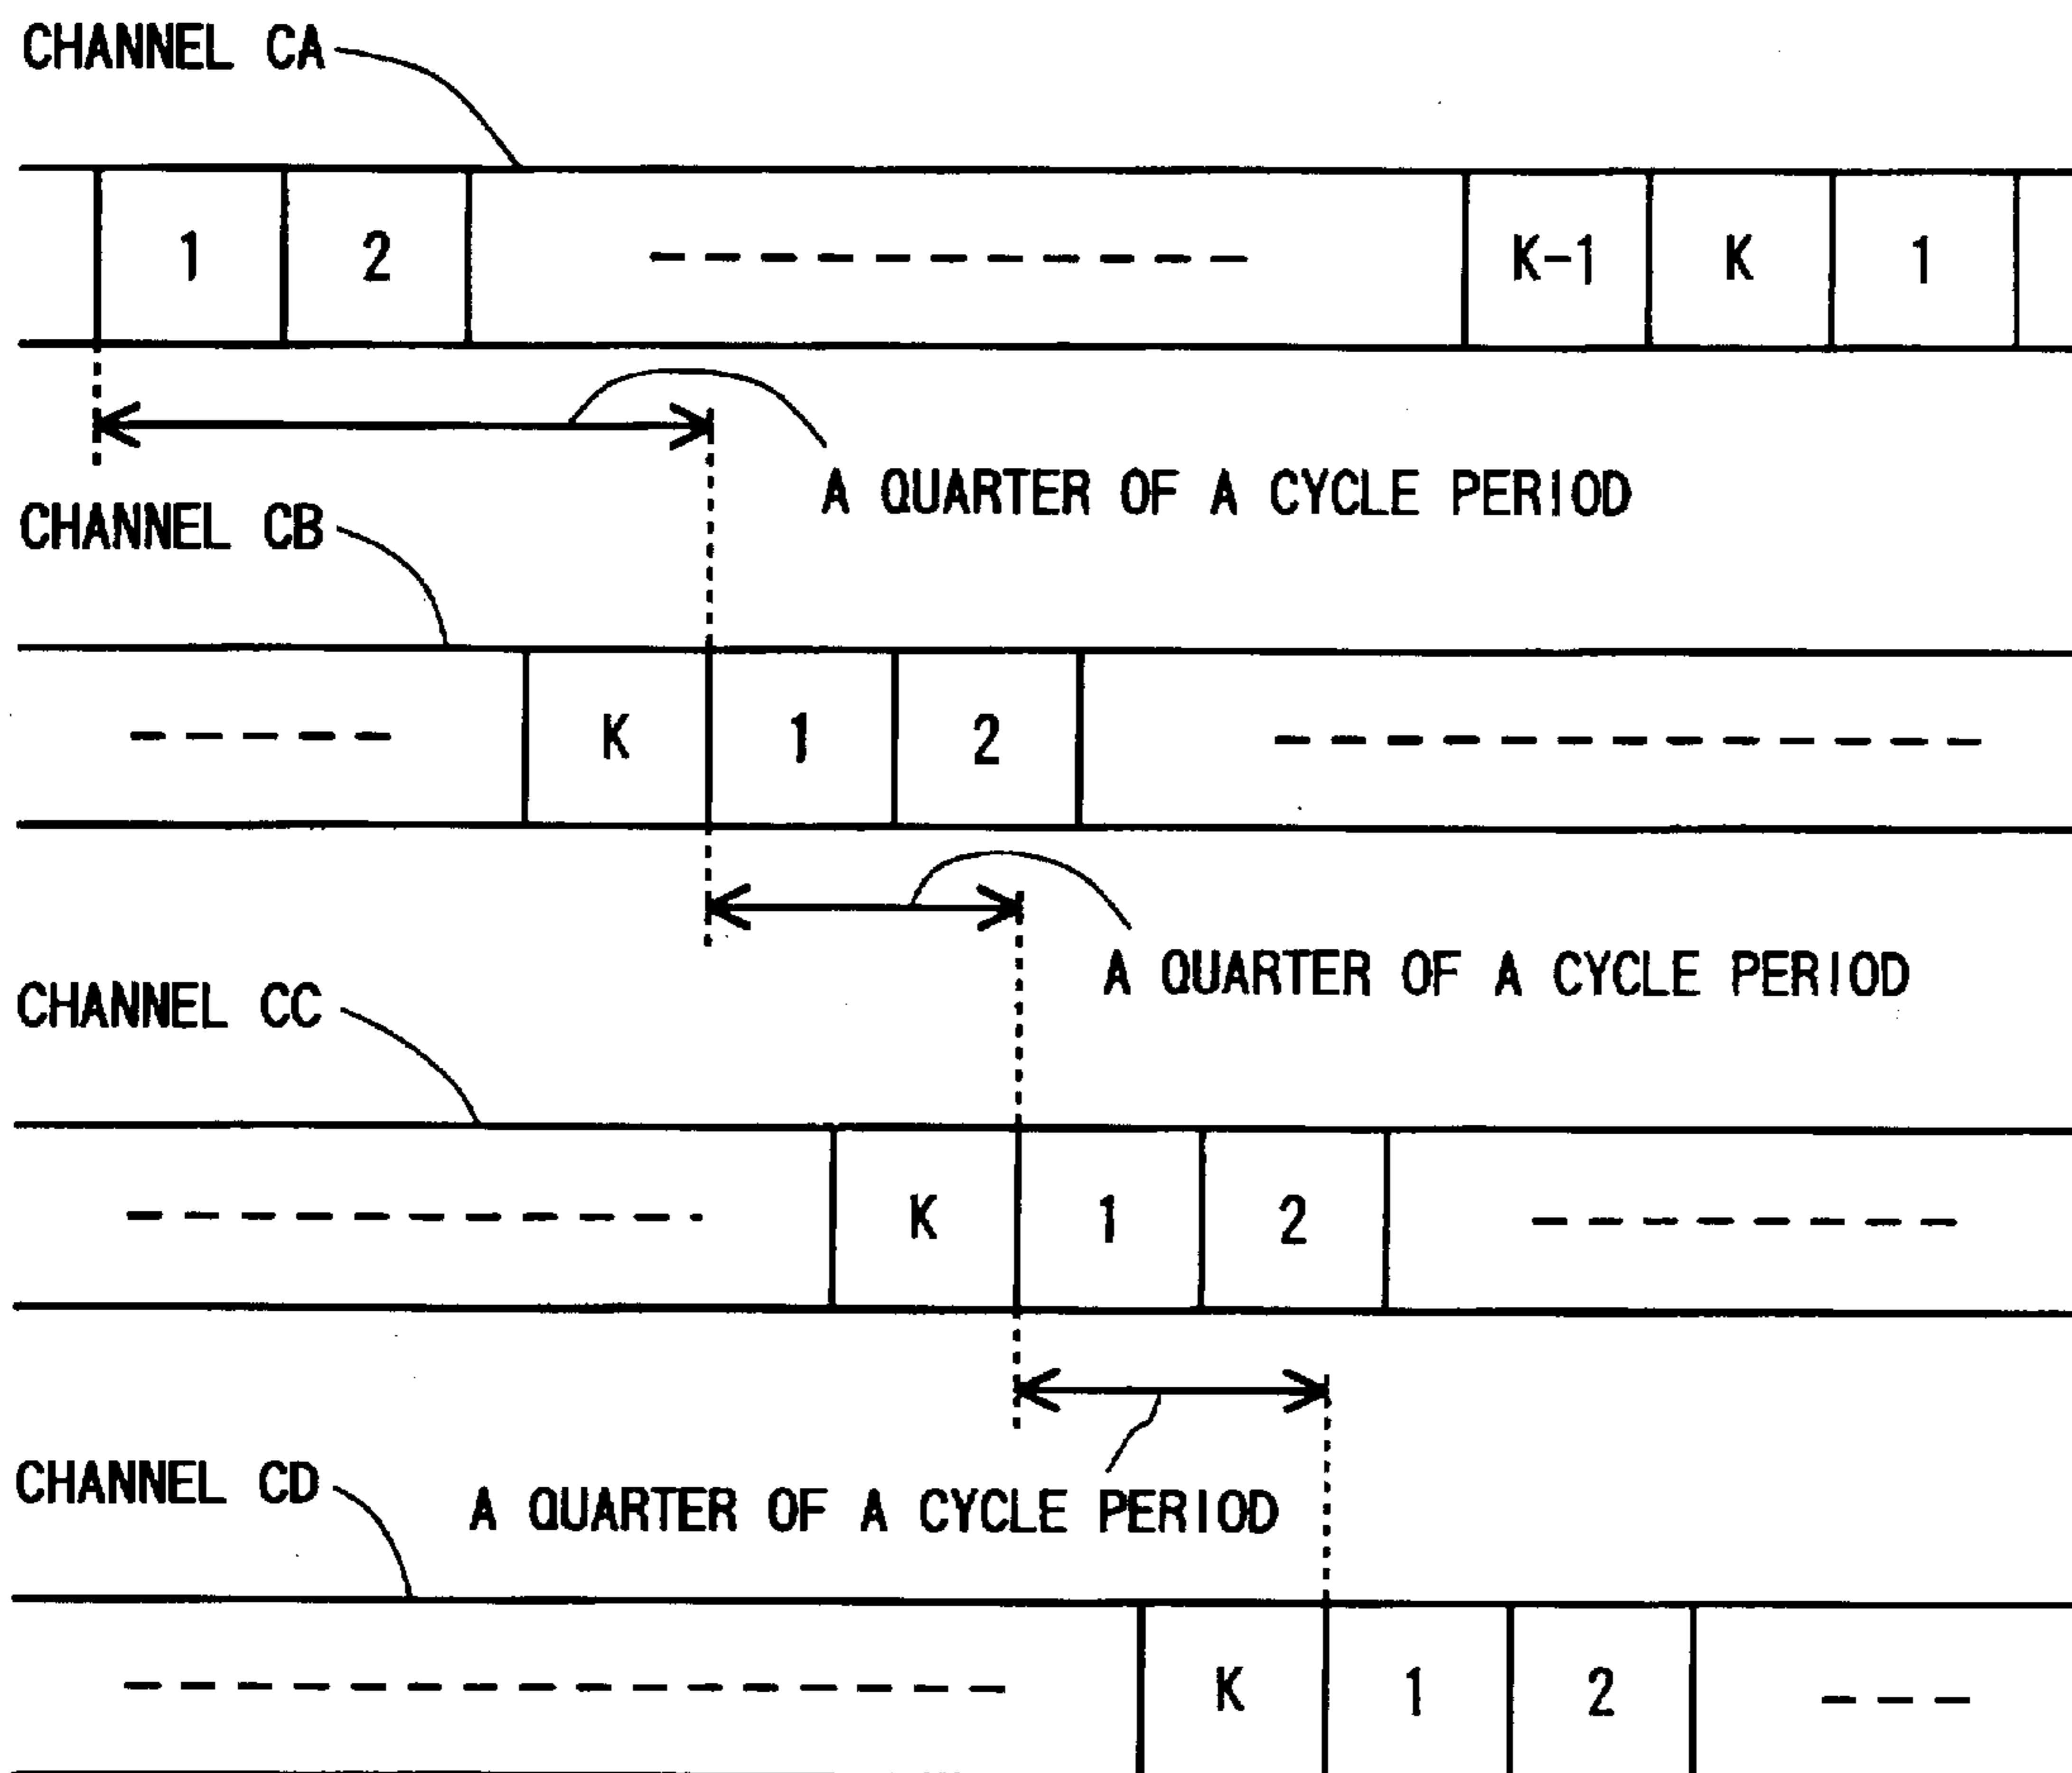 CHANNEL CA
1 2 K-1 K 1
A QUARTER OF A CYCLE PERIOD
CHANNEL CB
K 1 2
A QUARTER OF A CYCLE PERIOD
CHANNEL CC
K 1 2
A QUARTER OF A CYCLE PERIOD
CHANNEL CD
K 1 2